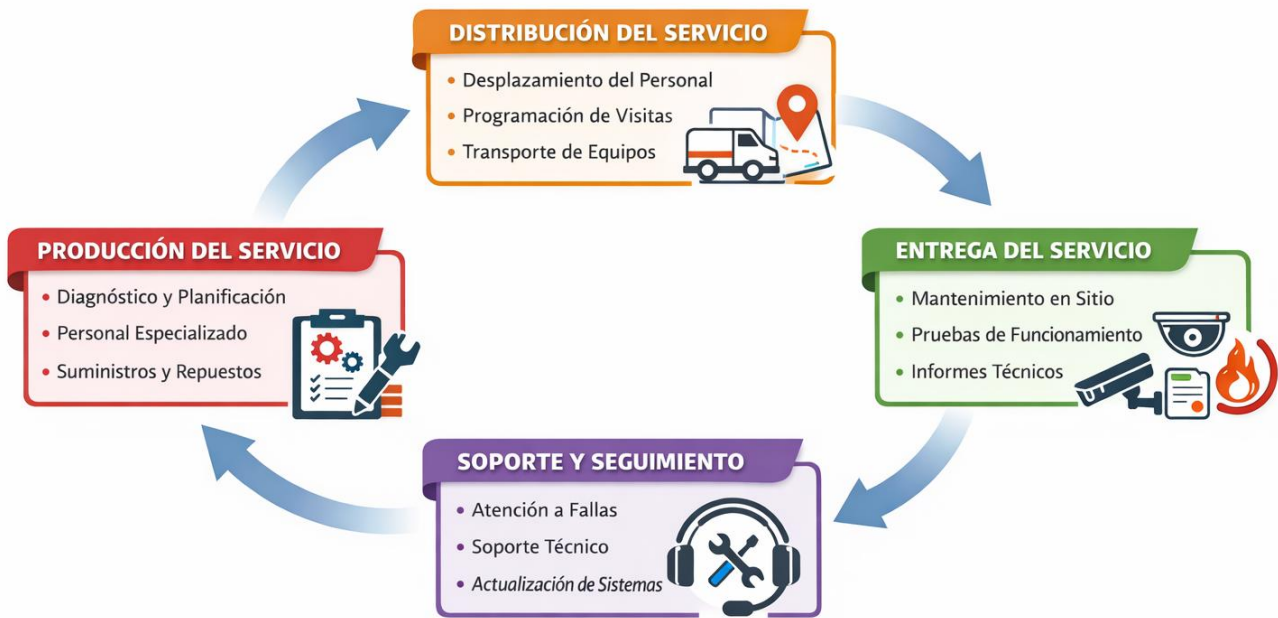 DISTRIBUCIÓN DEL SERVICIO
• Desplazamiento del Personal
• Programación de Visitas
• Transporte de Equipos
PRODUCCIÓN DEL SERVICIO
• Diagnóstico y Planificación
• Personal Especializado
• Suministros y Repuestos
ENTREGA DEL SERVICIO
• Mantenimiento en Sitio
• Pruebas de Funcionamiento
• Informes Técnicos
SOPORTE Y SEGUIMIENTO
• Atención a Fallas
• Soporte Técnico
• Actualización de Sistemas